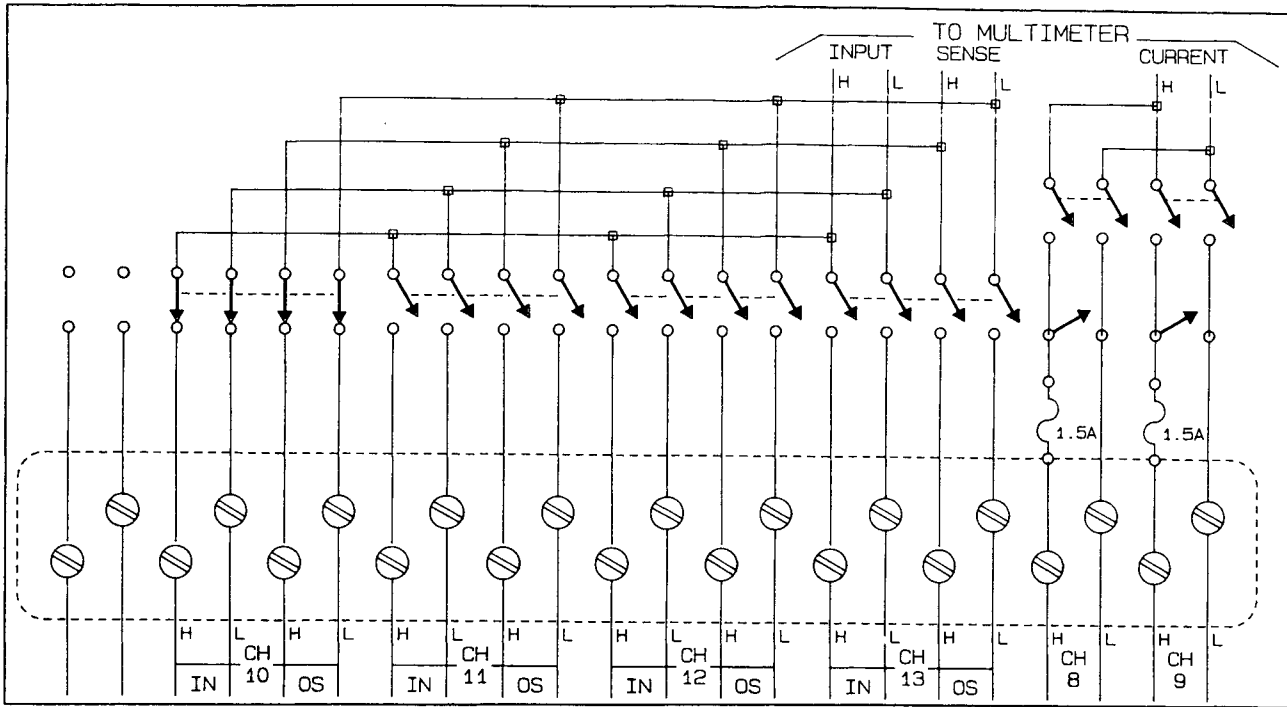 TO MULTIMETER
INPUT SENSE CURRENT
H L H L H L
1.5A 1.5A
H L H L H L H L H L H L H L H L H L H L
CH CH CH CH CH CH
10 11 12 13 8 9
IN OS IN OS IN OS IN OS